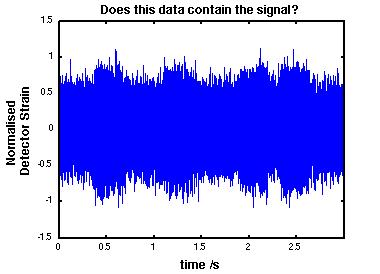 Does this data contain the signal?
1.5
1
0.5
0
-0.5
-1
-1.5
Normalised
Detector Strain
0 0.5 1 1.5 2 2.5
time /s